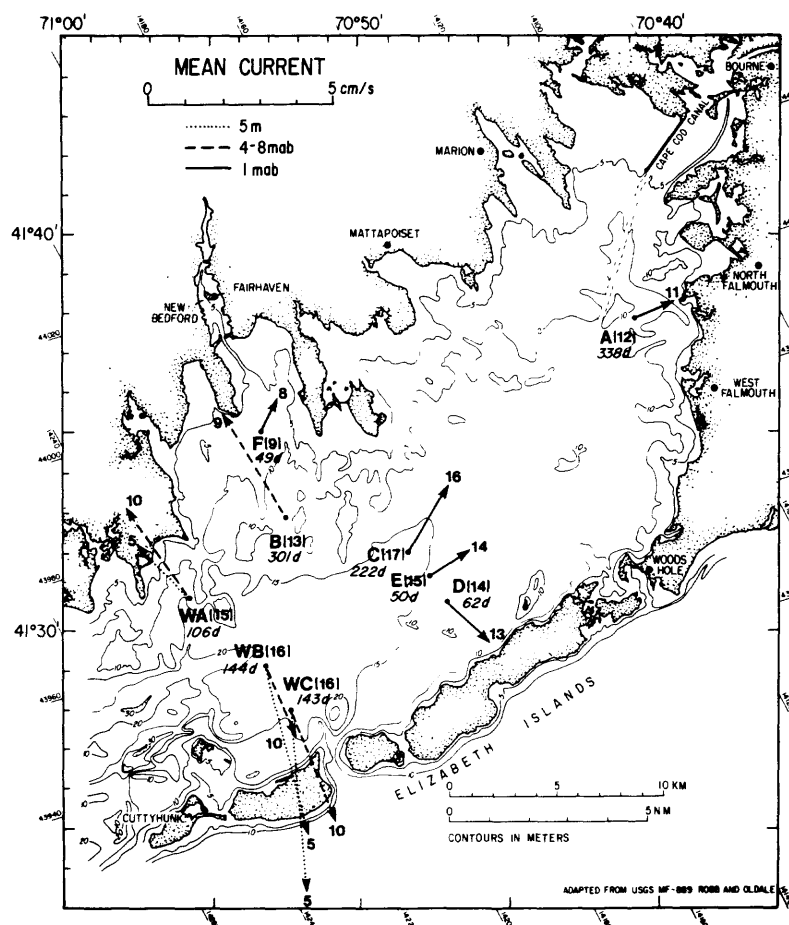 71°00'
70°50'
70°40'
MEAN CURRENT
0 5 cm/s
5 m
4-8mab
1 mab
BOURNE
CAPE COD CANAL
MARION
41°40'
MATTAPOISET
NORTH
FALMOUTH
FAIRHAVEN
NEW
BEDFORD
11
A(12)
338d
WEST
FALMOUTH
8
9
F(9)
49d
16
10
B(13)
301d
C(17)
222d
14
5
E(15)
50d
D(14)
62d
WOODS
HOLE
WA(15)
106d
41°30'
13
WB(16)
144d
WC(16)
143d
10
ELIZABETH ISLANDS
0 5 10 KM
0 5 NM
CUTTYHUNK
10
5
CONTOURS IN METERS
5
ADAPTED FROM USGS MF-889 ROBB AND OLDALE